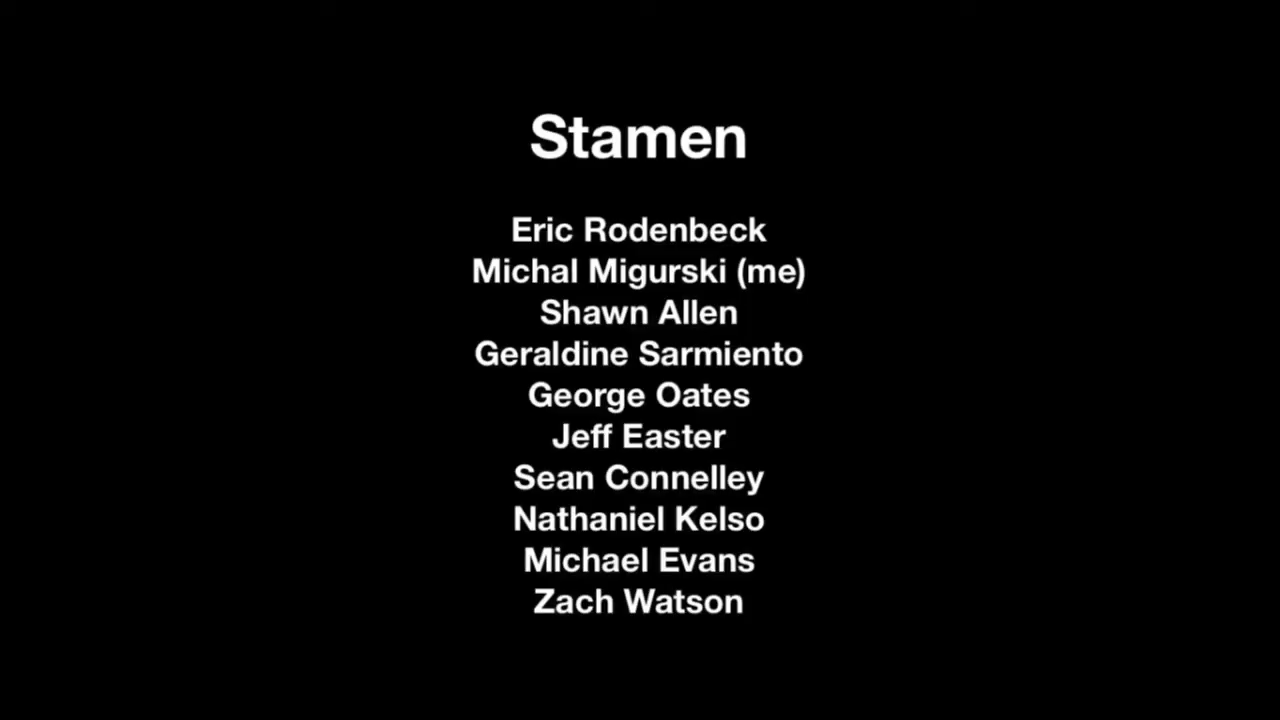 Stamen
Eric Rodenbeck
Michal Migurski (me)
Shawn Allen
Geraldine Sarmiento
George Oates
Jeff Easter
Sean Connelley
Nathaniel Kelso
Michael Evans
Zach Watson